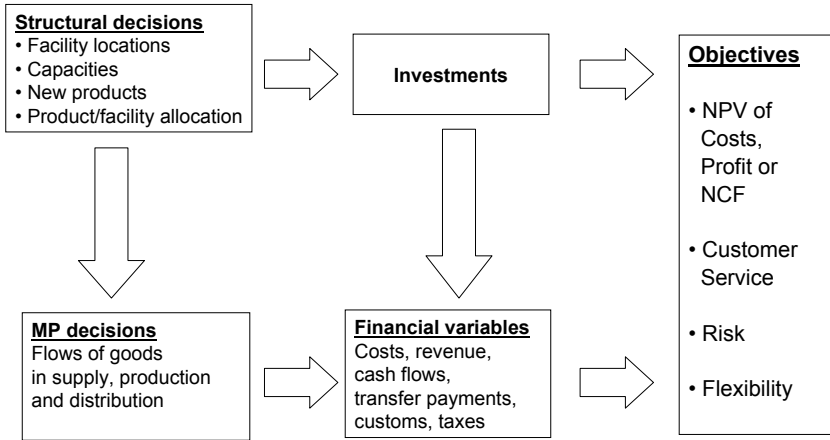 Structural decisions
• Facility locations
• Capacities
• New products
• Product/facility allocation
Investments
Objectives
• NPV of
Costs,
Profit or
NCF
• Customer
Service
• Risk
• Flexibility
MP decisions
Flows of goods
in supply, production
and distribution
Financial variables
Costs, revenue,
cash flows,
transfer payments,
customs, taxes